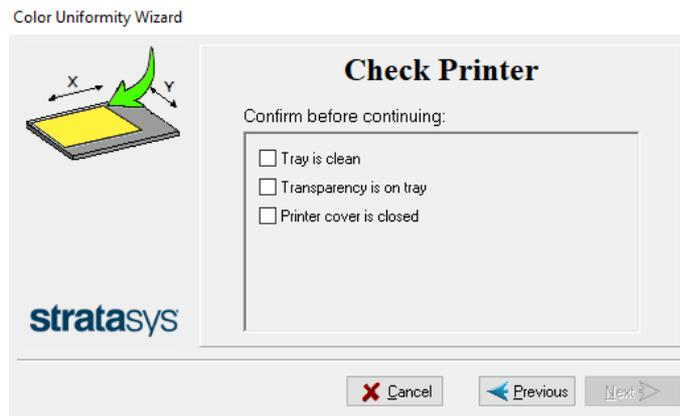 Color Uniformity Wizard
X
Y
Check Printer
Confirm before continuing:
Tray is clean
Transparency is on tray
Printer cover is closed
stratasys
Cancel
Previous
Next